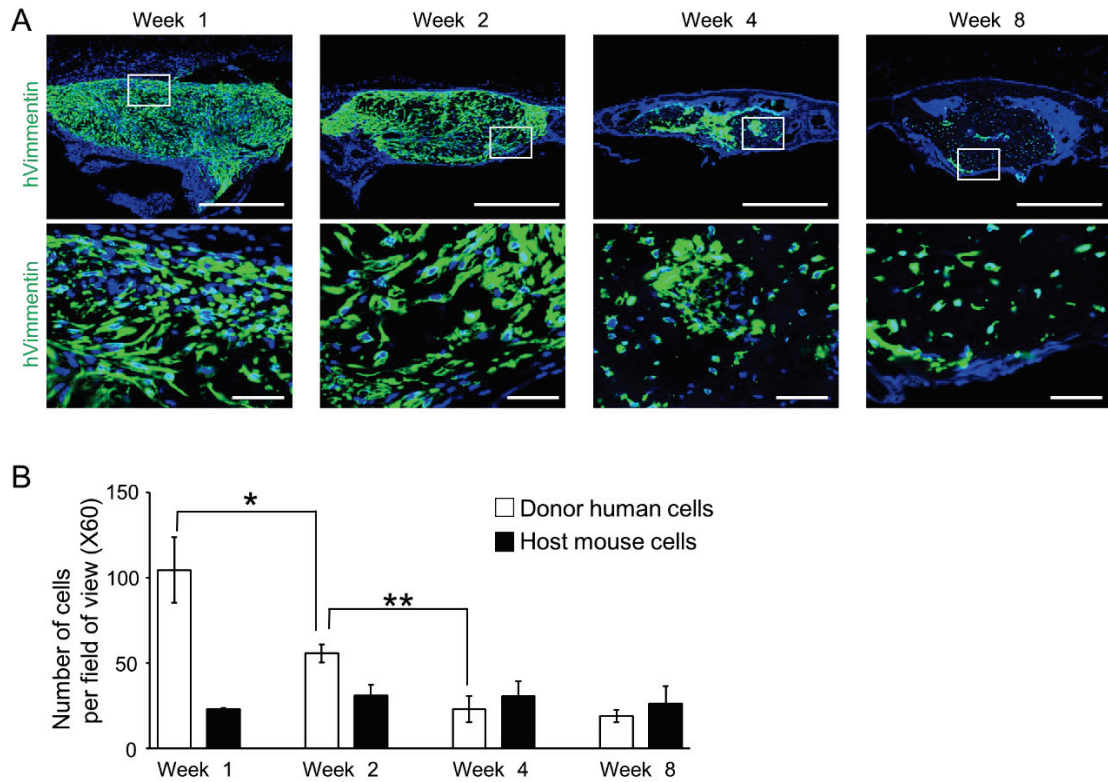 A
Week 1
Week 2
Week 4
Week 8
hVimmentin
hVimmentin
B
Number of cells
per field of view (X60)
150
100
50
0
*
**
Donor human cells
Host mouse cells
Week 1
Week 2
Week 4
Week 8